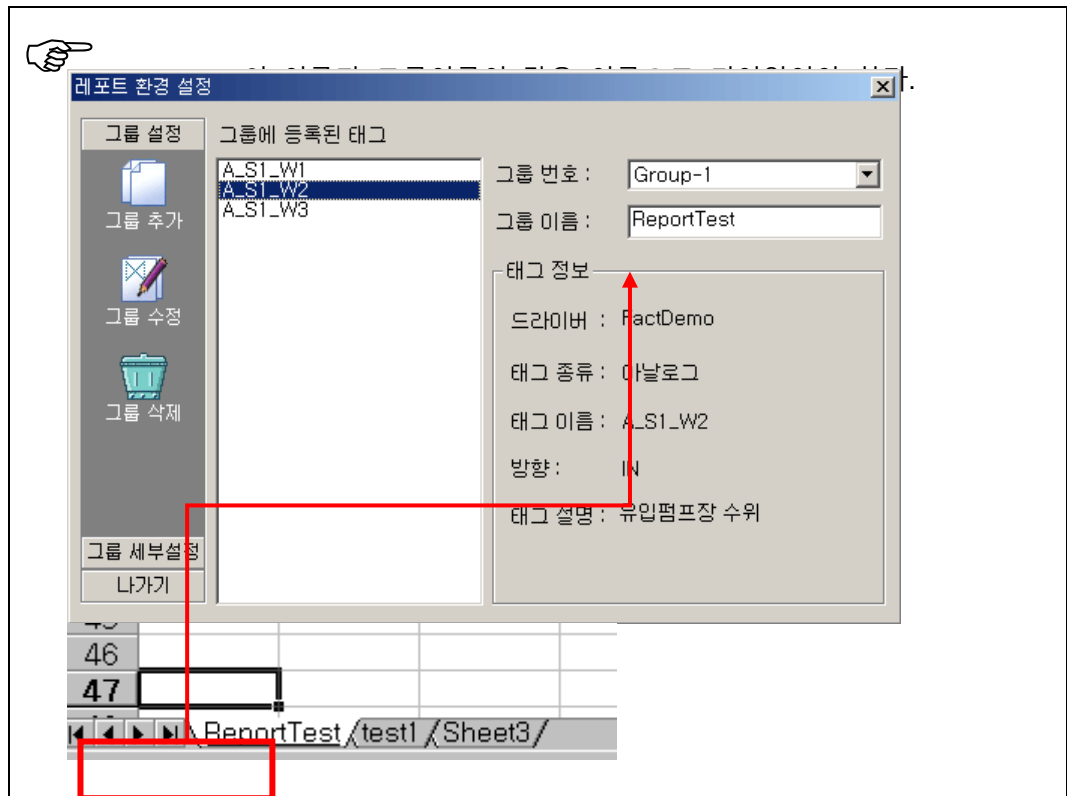 다.
레포트 환경 설정
그룹 설정
그룹에 등록된 태그
A_S1_W1
A_S1_W2
A_S1_W3
그룹 번호 :
Group-1
그룹 추가
그룹 이름 :
ReportTest
태그 정보
그룹 수정
드라이버 : FactDemo
태그 종류 : 아날로그
그룹 삭제
태그 이름 : A_S1_W2
방향 : IN
태그 설명 : 유입펌프장 수위
그룹 세부설정
나가기
46
47
ReportTest test1 Sheet3